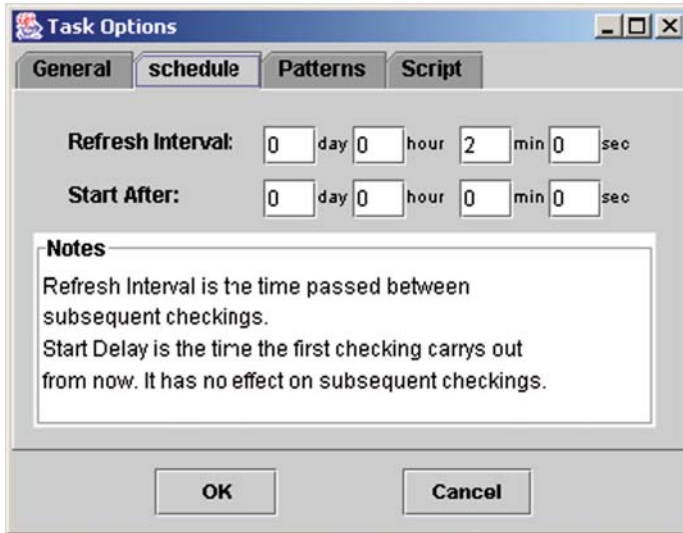 Task Options
General schedule Patterns Script
Refresh Interval: 0 day 0 hour 2 min 0 sec
Start After: 0 day 0 hour 0 min 0 sec
Notes
Refresh Interval is the time passed between
subsequent checkings.
Start Delay is the time the first checking carrys out
from now. It has no effect on subsequent checkings.
OK Cancel